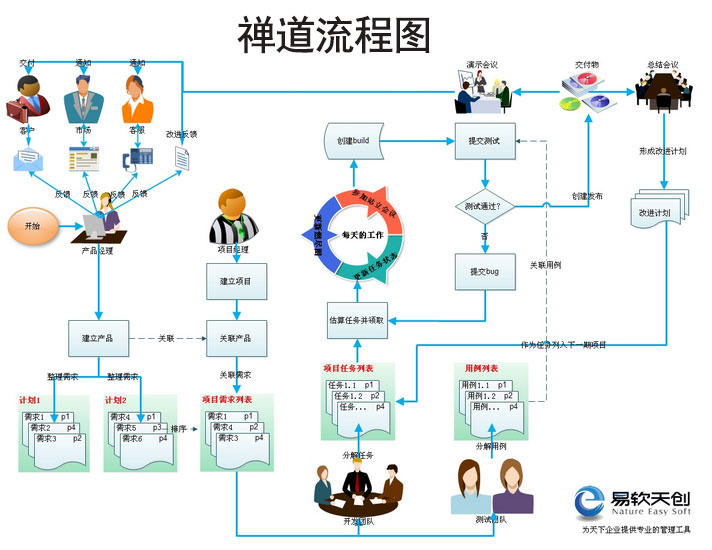 禅道流程图
交付
通知
通知
演示会议
交付物
总结会议
客户
市场
客服
改进反馈
创建build
提交测试
形成改进计划
反馈
反馈
反馈
反馈
参加站立会议
每天的工作
更新任务状态
测试通过?
创建发布
改进计划
开始
产品经理
项目经理
否
关联用例
建立项目
提交bug
估算任务并领取
建立产品
关联
关联产品
作为任务列入下一期项目
整理需求
整理需求
关联需求
项目任务列表
用例列表
计划1
计划2
项目需求列表
任务1.1 p1
任务1.2 p2
任务... p4
用例1.1 p1
用例1.2 p2
用例... p4
需求1 p1
需求2 p4
需求3 p2
需求4 p1
需求5 p3
需求6 p4
排序
需求1 p1
需求4 p2
需求3 p4
分解任务
分解用例
开发团队
测试团队
易软天创
Nature Easy Soft
为天下企业提供专业的管理工具